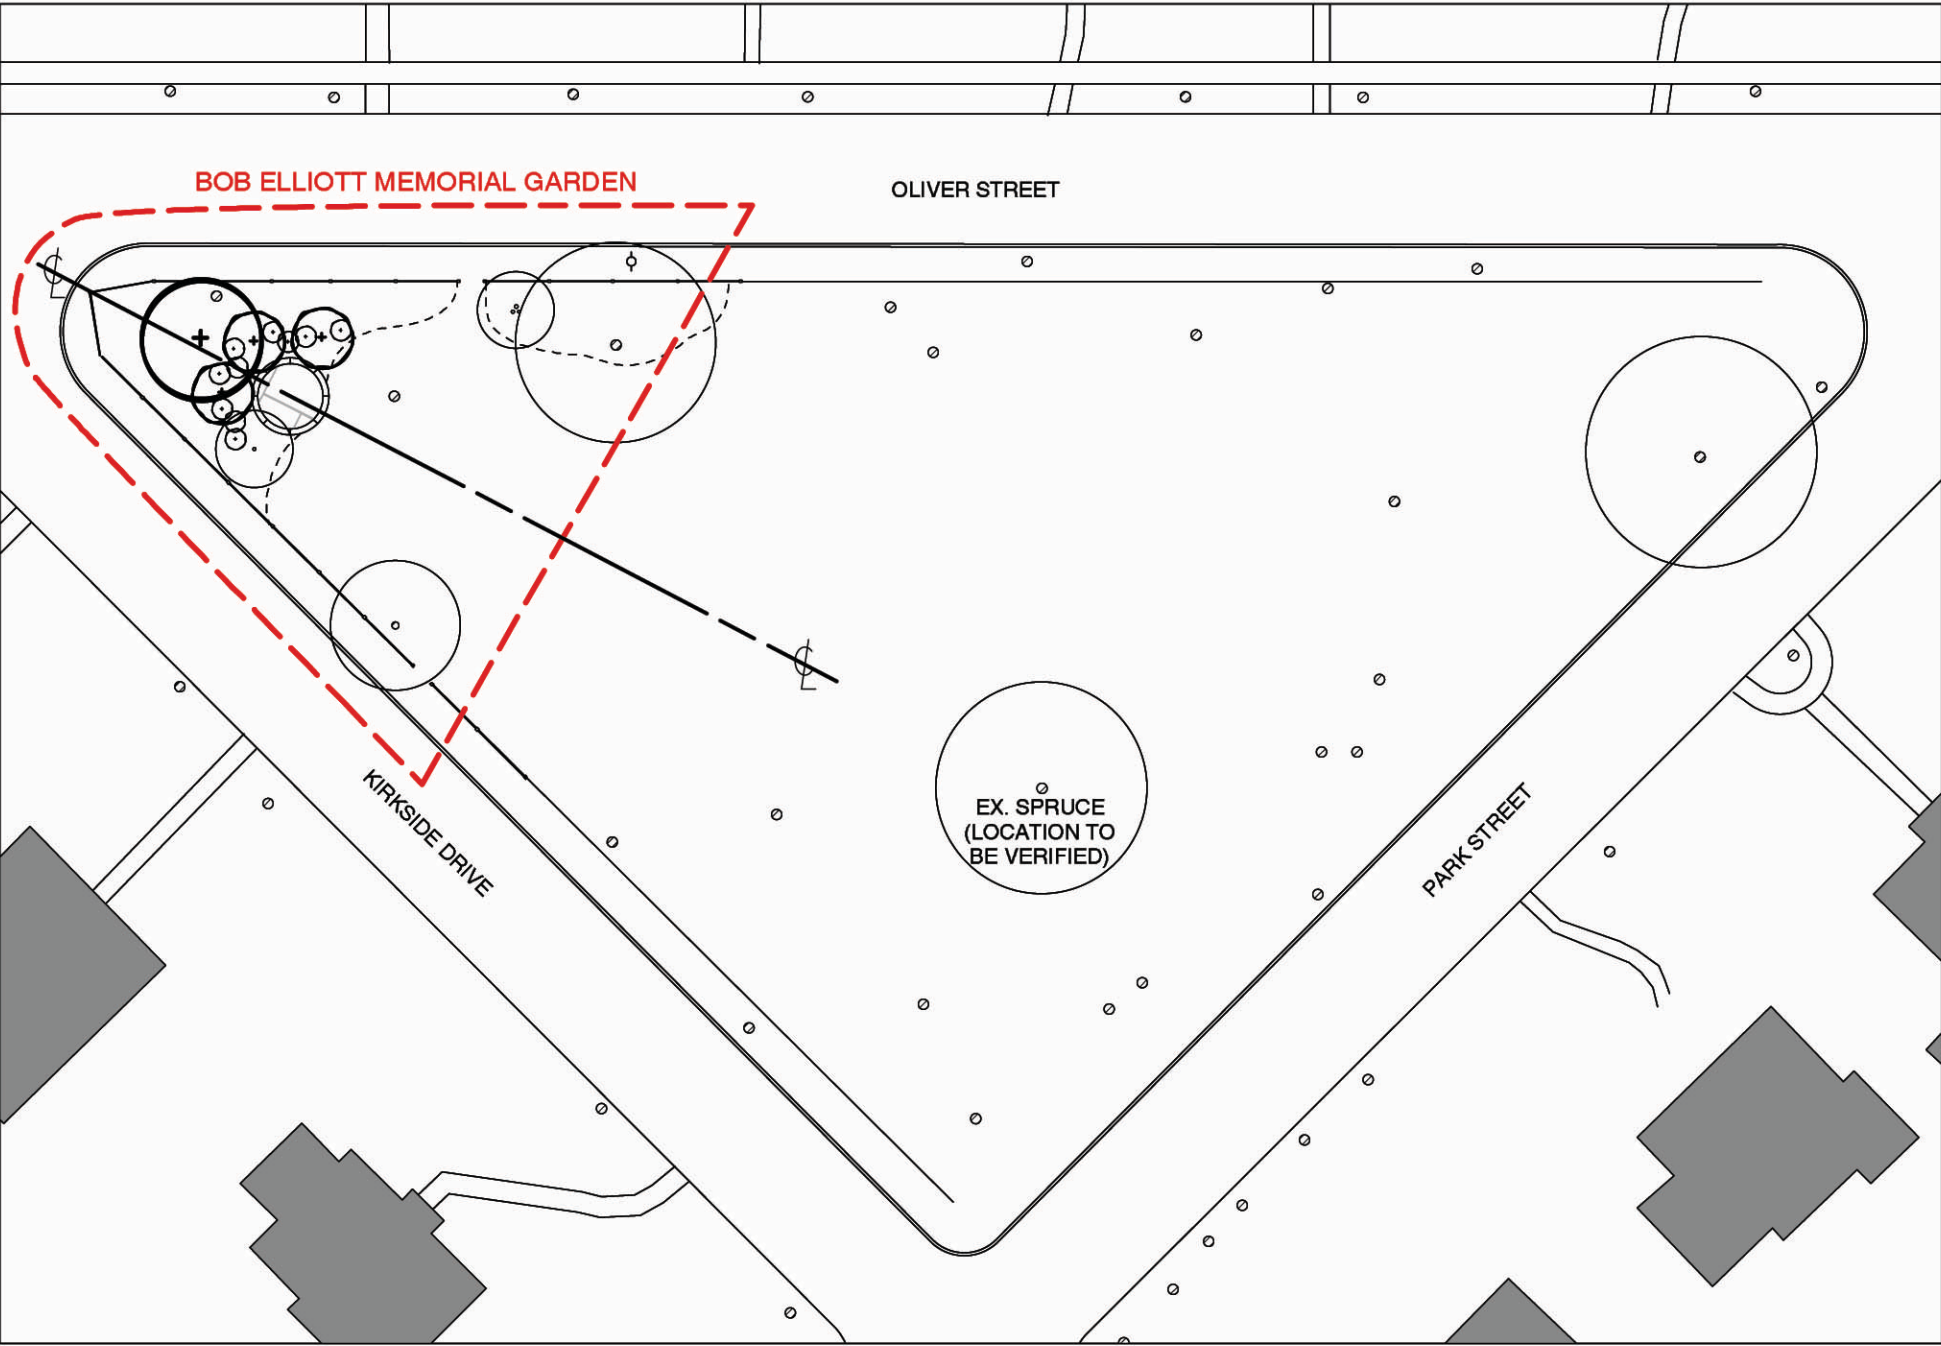 BOB ELLIOTT MEMORIAL GARDEN
OLIVER STREET
KIRKSIDE DRIVE
EX. SPRUCE
(LOCATION TO
BE VERIFIED)
PARK STREET